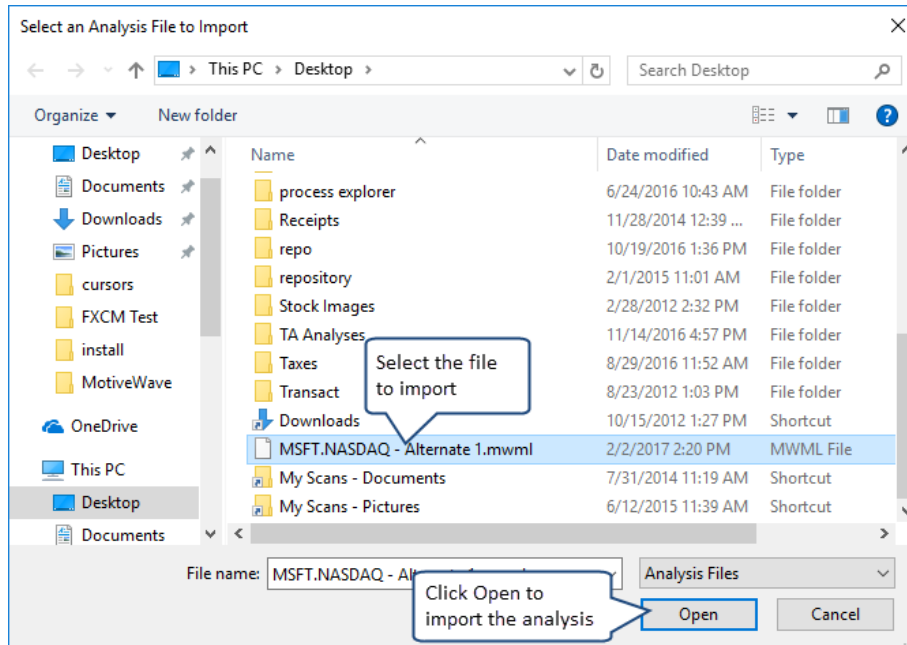 Select an Analysis File to Import
This PC > Desktop >
Search Desktop
Organize
New folder
Name
Date modified
Type
Desktop
Documents
Downloads
Pictures
cursors
FXCM Test
install
MotiveWave
OneDrive
This PC
Desktop
Documents
process explorer 6/24/2016 10:43 AM File folder
Receipts 11/28/2014 12:39 ... File folder
repo 10/19/2016 1:36 PM File folder
repository 2/1/2015 11:01 AM File folder
Stock Images 2/28/2012 2:32 PM File folder
TA Analyses 11/14/2016 4:57 PM File folder
Taxes 8/29/2016 11:52 AM File folder
Transact 8/23/2012 1:03 PM File folder
Downloads 10/15/2012 1:27 PM Shortcut
MSFT.NASDAQ - Alternate 1.mwml 2/2/2017 2:20 PM MWML File
My Scans - Documents 7/31/2014 11:19 AM Shortcut
My Scans - Pictures 6/12/2015 11:39 AM Shortcut
Select the file
to import
File name: MSFT.NASDAQ - Al
Analysis Files
Click Open to
import the analysis
Open
Cancel